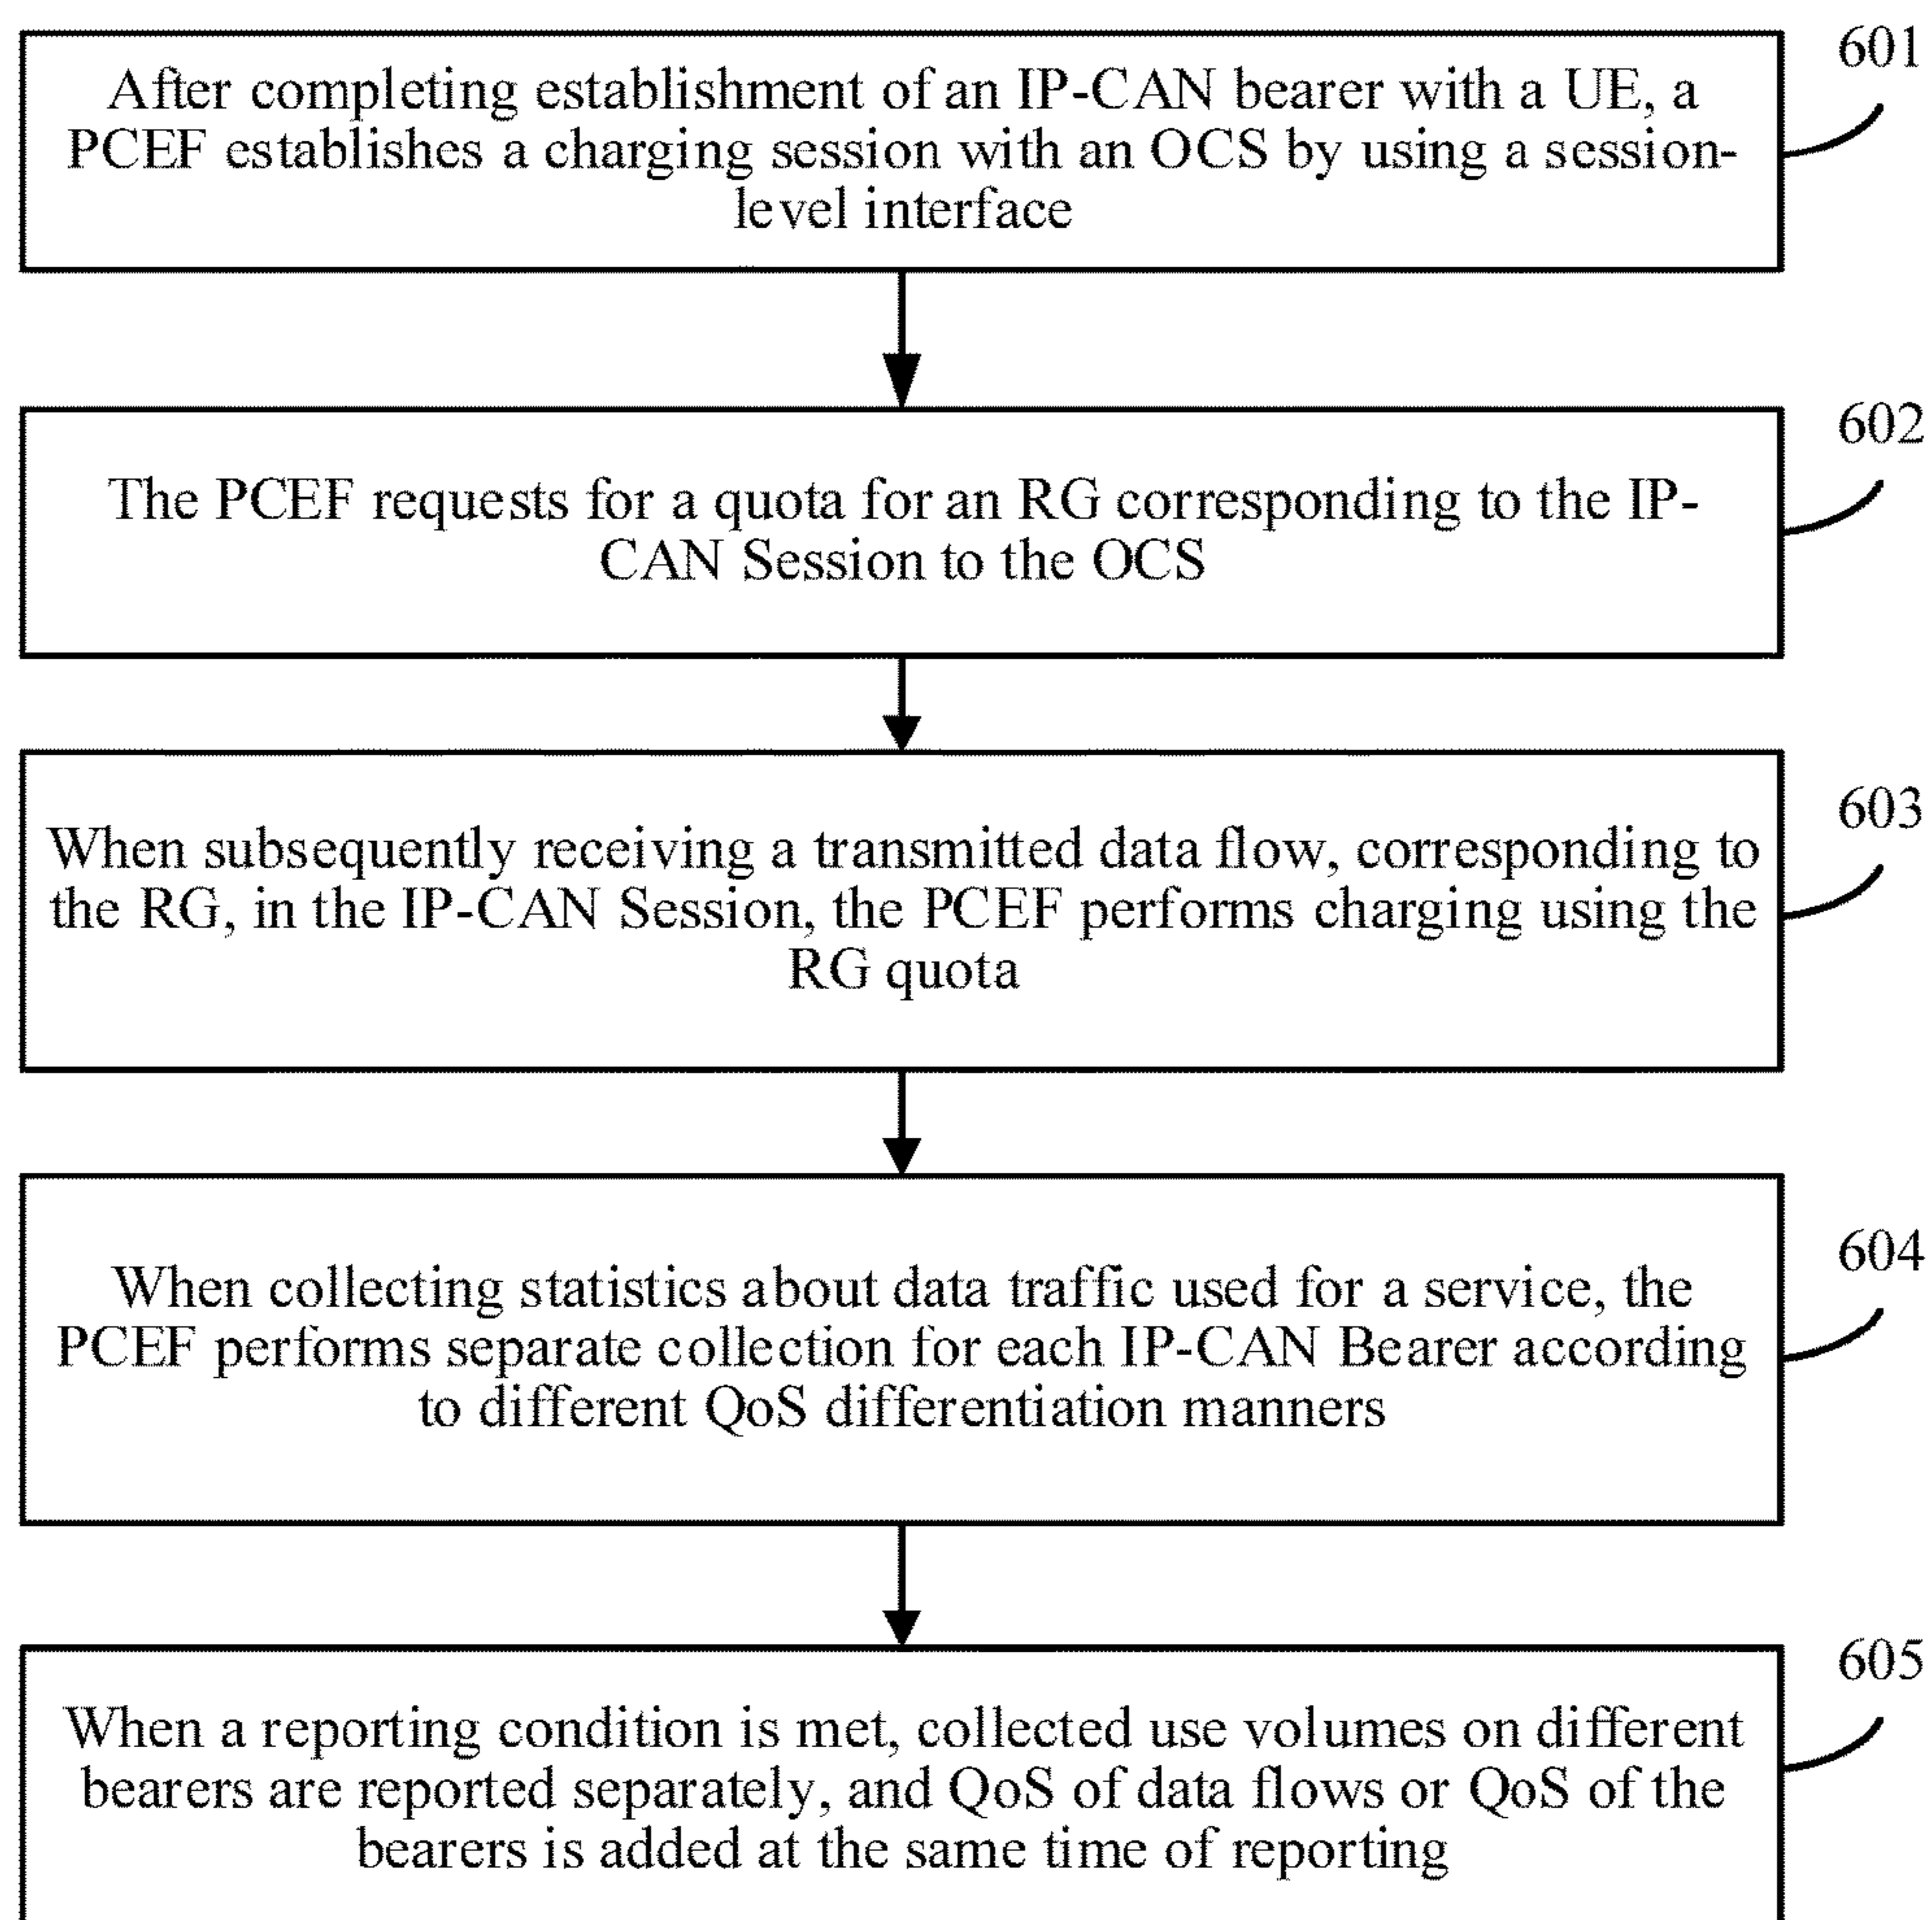 601
After completing establishment of an IP-CAN bearer with a UE, a
PCEF establishes a charging session with an OCS by using a session-
level interface
602
The PCEF requests for a quota for an RG corresponding to the IP-
CAN Session to the OCS
603
When subsequently receiving a transmitted data flow, corresponding to
the RG, in the IP-CAN Session, the PCEF performs charging using the
RG quota
604
When collecting statistics about data traffic used for a service, the
PCEF performs separate collection for each IP-CAN Bearer according
to different QoS differentiation manners
605
When a reporting condition is met, collected use volumes on different
bearers are reported separately, and QoS of data flows or QoS of the
bearers is added at the same time of reporting